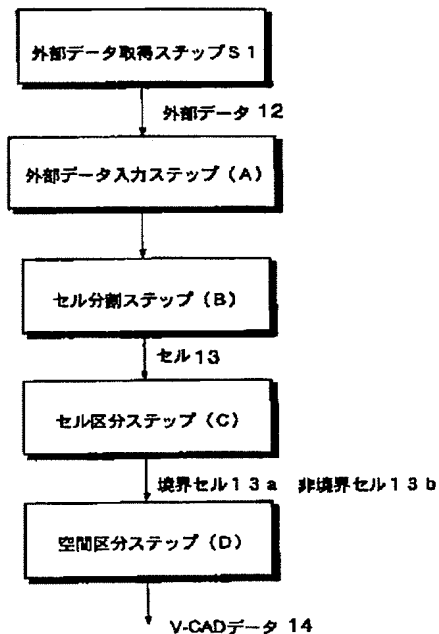 外部データ取得ステップＳ１
外部データ 12
外部データ入力ステップ（A）
セル分割ステップ（B）
セル 13
セル区分ステップ（C）
境界セル１３ａ 非境界セル１３ｂ
空間区分ステップ（D）
V-CADデータ 14